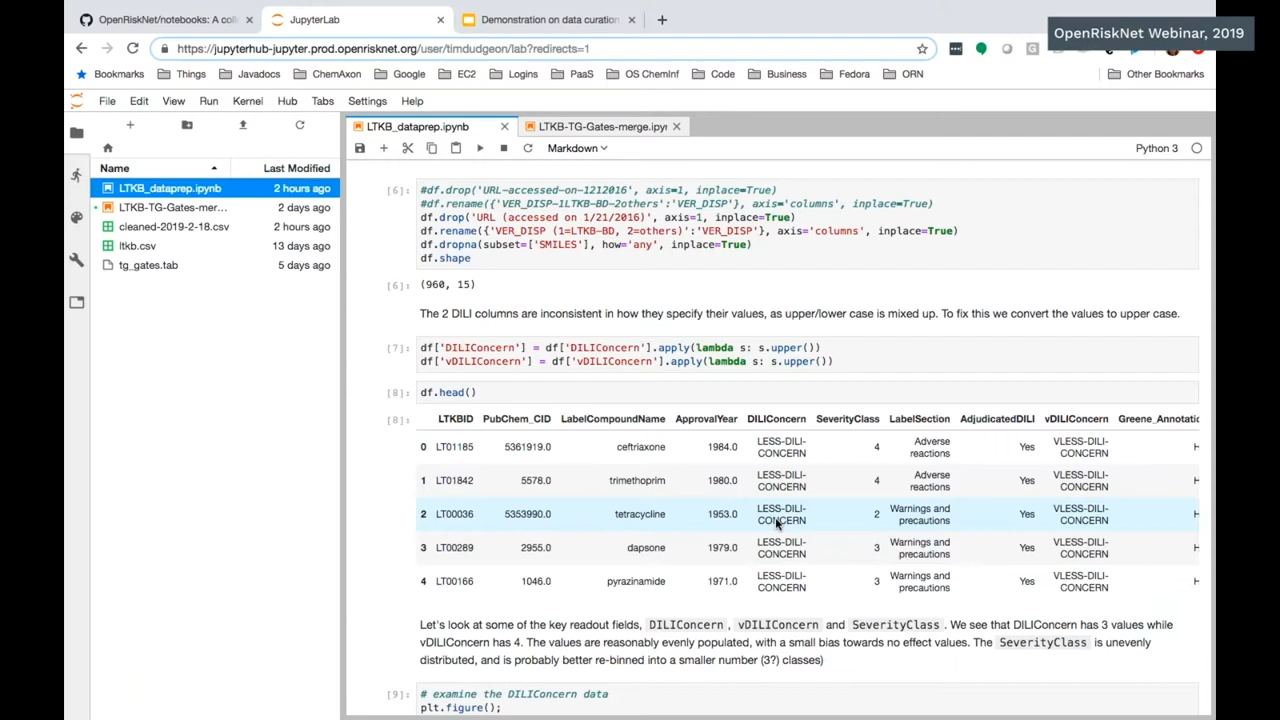 OpenRiskNet/notebooks: A coll
JupyterLab
Demonstration on data curation
OpenRiskNet Webinar, 2019
https://jupyterhub-jupyter.prod.openrisknet.org/user/timdudgeon/lab?redirects=1
Bookmarks Things Javadocs ChemAxon Google EC2 Logins PaaS OS ChemInf Code Business Fedora ORN Other Bookmarks
File Edit View Run Kernel Hub Tabs Settings Help
LTKB_dataprep.ipynb LTKB-TG-Gates-merge.ipyr
Markdown Python 3
Name Last Modified
LTKB_dataprep.ipynb 2 hours ago
LTKB-TG-Gates-mer... 2 days ago
cleaned-2019-2-18.csv 2 hours ago
ltkb.csv 13 days ago
tg_gates.tab 5 days ago
[6]: #df.drop('URL-accessed-on-1212016', axis=1, inplace=True)
#df.rename({'VER_DISP-1LTKB-BD-2others':'VER_DISP'}, axis='columns', inplace=True)
df.drop('URL (accessed on 1/21/2016)', axis=1, inplace=True)
df.rename({'VER_DISP (1=LTKB-BD, 2=others)':'VER_DISP'}, axis='columns', inplace=True)
df.dropna(subset=['SMILES'], how='any', inplace=True)
df.shape
[6]: (960, 15)
The 2 DILI columns are inconsistent in how they specify their values, as upper/lower case is mixed up. To fix this we convert the values to upper case.
[7]: df['DILIConcern'] = df['DILIConcern'].apply(lambda s: s.upper())
df['vDILIConcern'] = df['vDILIConcern'].apply(lambda s: s.upper())
[8]: df.head()
[8]: LTKBID PubChem_CID LabelCompoundName ApprovalYear DILIConcern SeverityClass LabelSection AdjudicatedDILI vDILIConcern Greene_Annotatio
0 LT01185 5361919.0 ceftriaxone 1984.0 LESS-DILI-CONCERN 4 Adverse reactions Yes VLESS-DILI-CONCERN H
1 LT01842 5578.0 trimethoprim 1980.0 LESS-DILI-CONCERN 4 Adverse reactions Yes VLESS-DILI-CONCERN H
2 LT00036 5353990.0 tetracycline 1953.0 LESS-DILI-CONCERN 2 Warnings and precautions Yes VLESS-DILI-CONCERN H
3 LT00289 2955.0 dapsone 1979.0 LESS-DILI-CONCERN 3 Warnings and precautions Yes VLESS-DILI-CONCERN H
4 LT00166 1046.0 pyrazinamide 1971.0 LESS-DILI-CONCERN 3 Warnings and precautions Yes VLESS-DILI-CONCERN H
Let's look at some of the key readout fields, DILIConcern , vDILIConcern and SeverityClass . We see that DILIConcern has 3 values while
vDILIConcern has 4. The values are reasonably evenly populated, with a small bias towards no effect values. The SeverityClass is unevenly
distributed, and is probably better re-binned into a smaller number (3?) classes)
[9]: # examine the DILIConcern data
plt.figure();